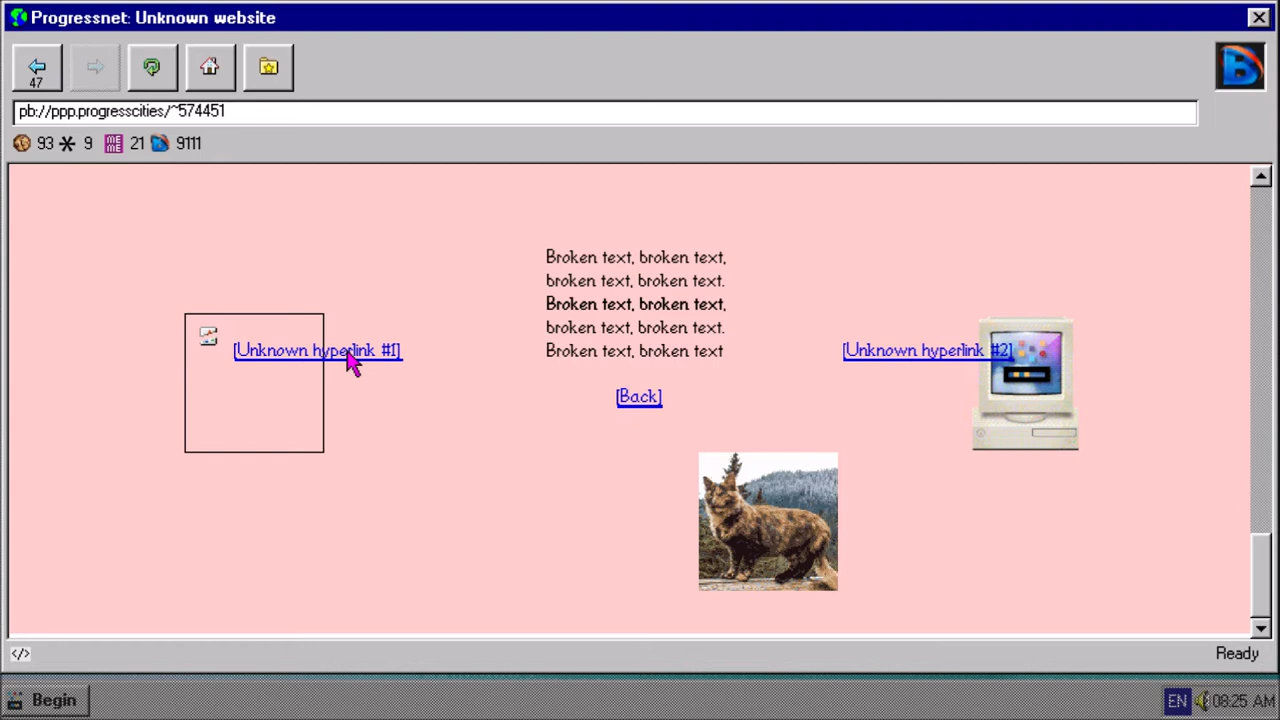 Progressnet: Unknown website
47
pb://ppp.progresscities/~574451
93 9 ME ME 21 9111
Broken text, broken text,
broken text, broken text.
Broken text, broken text,
broken text, broken text.
Broken text, broken text
[Unknown hyperlink #1]
[Unknown hyperlink #2]
[Back]
</> Ready
Begin EN 08:25 AM